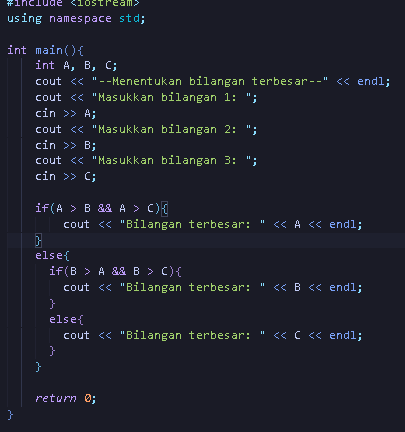 #include <iostream>
using namespace std;
int main(){
int A, B, C;
cout << "--Menentukan bilangan terbesar--" << endl;
cout << "Masukkan bilangan 1: ";
cin >> A;
cout << "Masukkan bilangan 2: ";
cin >> B;
cout << "Masukkan bilangan 3: ";
cin >> C;
if(A > B && A > C){
cout << "Bilangan terbesar: " << A << endl;
}
else{
if(B > A && B > C){
cout << "Bilangan terbesar: " << B << endl;
}
else{
cout << "Bilangan terbesar: " << C << endl;
}
}
return 0;
}